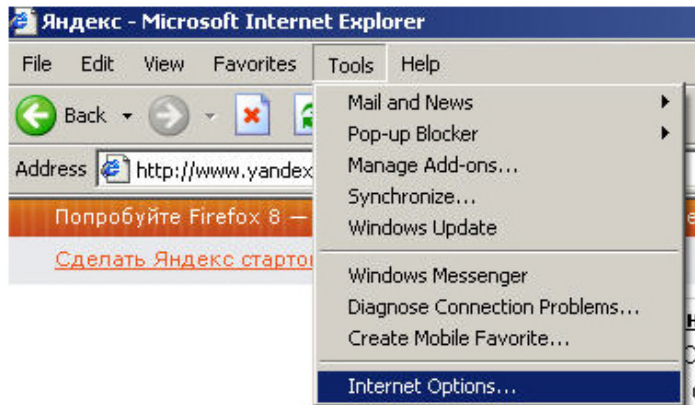 Яндекс - Microsoft Internet Explorer
File Edit View Favorites Tools Help
Back
Address http://www.yandex
Попробуйте Firefox 8 —
Сделать Яндекс старто
Mail and News
Pop-up Blocker
Manage Add-ons...
Synchronize...
Windows Update
Windows Messenger
Diagnose Connection Problems...
Create Mobile Favorite...
Internet Options...